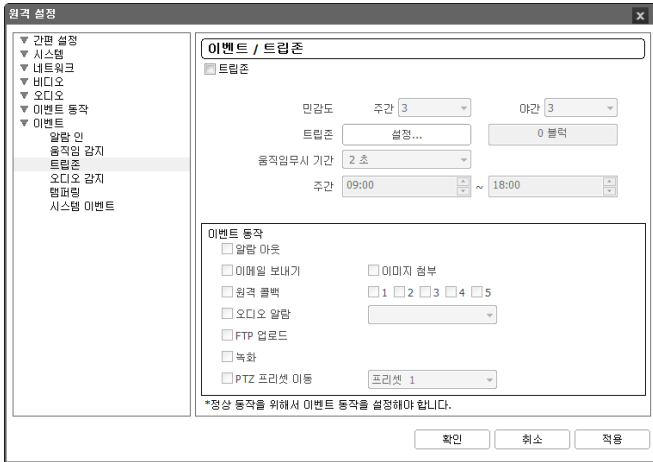 원격 설정
간편 설정
시스템
네트워크
비디오
오디오
이벤트 동작
이벤트
알람 인
움직임 감지
트립존
오디오 감지
탬퍼링
시스템 이벤트
이벤트 / 트립존
트립존
민감도 주간 3 야간 3
트립존 설정... 0 블럭
움직임무시 기간 2 초
주간 09:00 ~ 18:00
이벤트 동작
알람 아웃
이메일 보내기 이미지 첨부
원격 콜백 1 2 3 4 5
오디오 알람
FTP 업로드
녹화
PTZ 프리셋 이동 프리셋 1
*정상 동작을 위해서 이벤트 동작을 설정해야 합니다.
확인 취소 적용